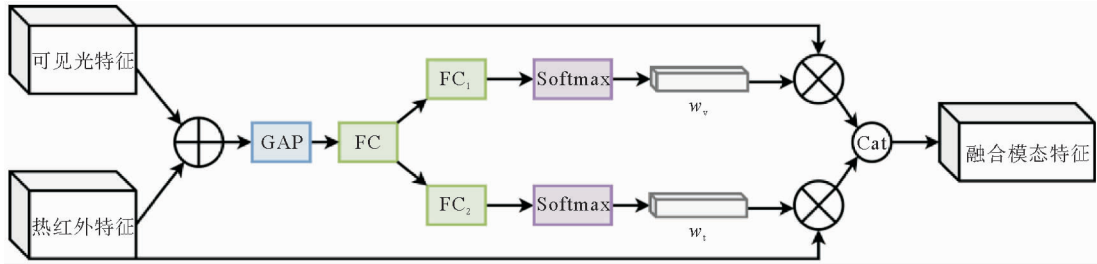 可见光特征
热红外特征
GAP
FC
FC₁
Softmax
wᵥ
FC₂
Softmax
wₜ
Cat
融合模态特征